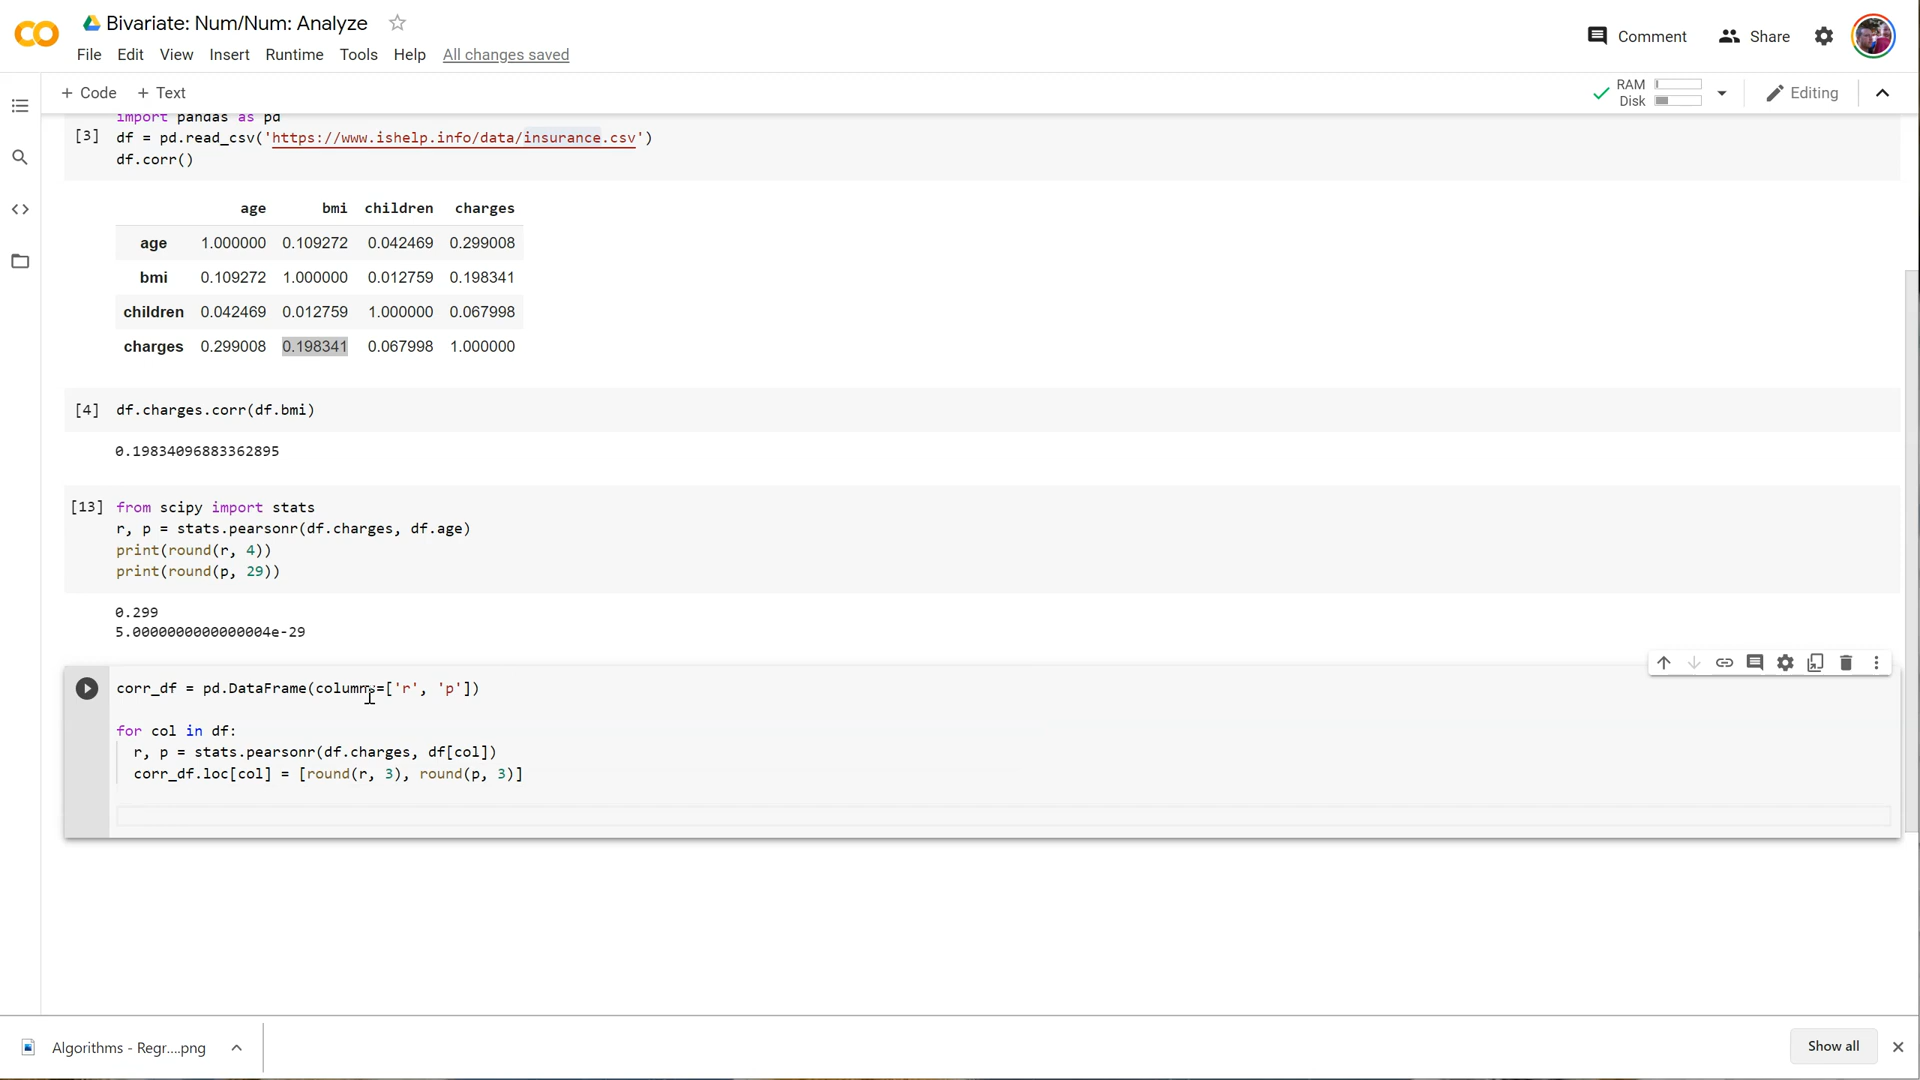 Bivariate: Num/Num: Analyze
File Edit View Insert Runtime Tools Help All changes saved
Comment Share
+ Code + Text
RAM
Disk
Editing
import pandas as pd
[3] df = pd.read_csv('https://www.ishelp.info/data/insurance.csv')
df.corr()
age bmi children charges
age 1.000000 0.109272 0.042469 0.299008
bmi 0.109272 1.000000 0.012759 0.198341
children 0.042469 0.012759 1.000000 0.067998
charges 0.299008 0.198341 0.067998 1.000000
[4] df.charges.corr(df.bmi)
0.19834096883362895
[13] from scipy import stats
r, p = stats.pearsonr(df.charges, df.age)
print(round(r, 4))
print(round(p, 29))
0.299
5.0000000000000004e-29
corr_df = pd.DataFrame(columns=['r', 'p'])
for col in df:
r, p = stats.pearsonr(df.charges, df[col])
corr_df.loc[col] = [round(r, 3), round(p, 3)]
Algorithms - Regr....png
Show all